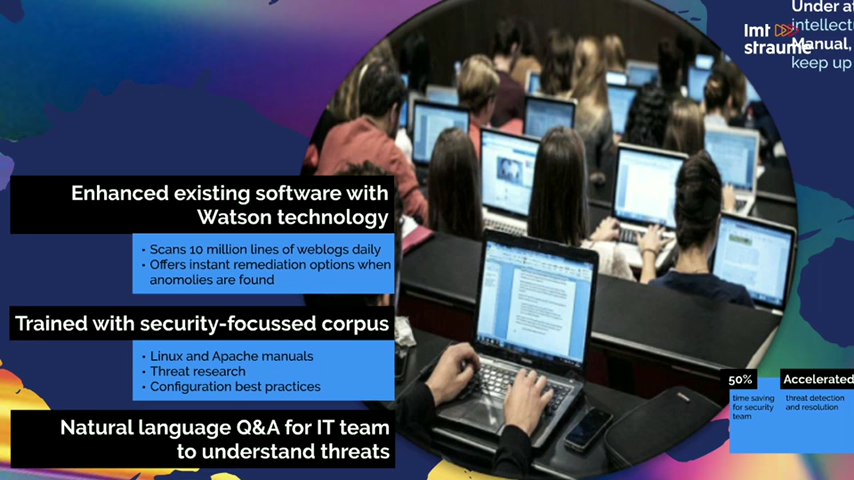 Enhanced existing software with
Watson technology
• Scans 10 million lines of weblogs daily
• Offers instant remediation options when
anomolies are found
Trained with security-focussed corpus
• Linux and Apache manuals
• Threat research
• Configuration best practices
Natural language Q&A for IT team
to understand threats
Under
intellecti
Manual,
keep up
lmt
straume
50%
time saving
for security
team
Accelerated
threat detection
and resolution